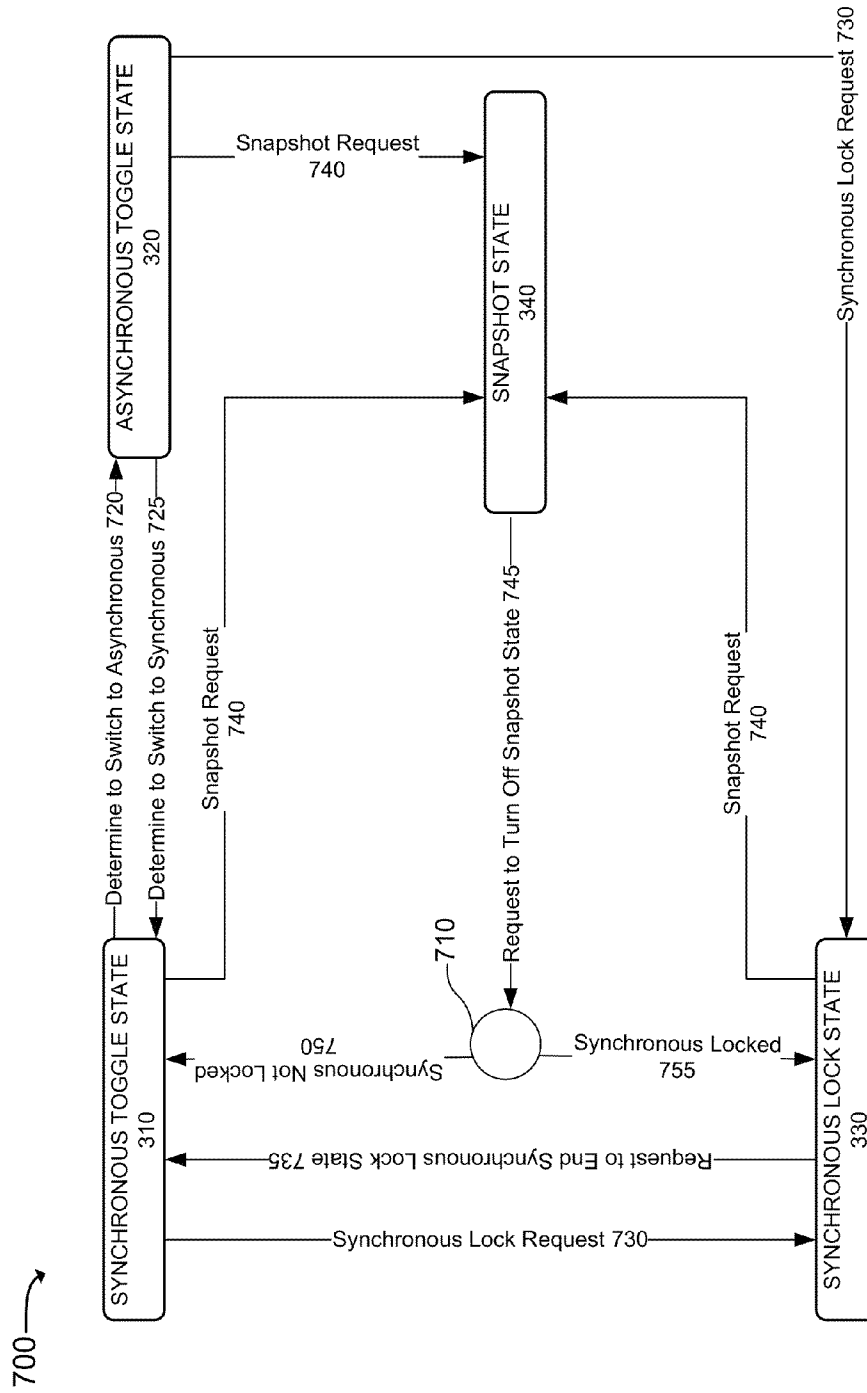 700
SYNCHRONOUS TOGGLE STATE
310
Determine to Switch to Asynchronous 720
Determine to Switch to Synchronous 725
ASYNCHRONOUS TOGGLE STATE
320
Snapshot Request
740
Snapshot Request
740
Synchronous Not Locked
750
710
Request to Turn Off Snapshot State 745
SNAPSHOT STATE
340
Synchronous Lock Request 730
Request to End Synchronous Lock State 735
Synchronous Locked
755
Snapshot Request
740
SYNCHRONOUS LOCK STATE
330
Synchronous Lock Request 730